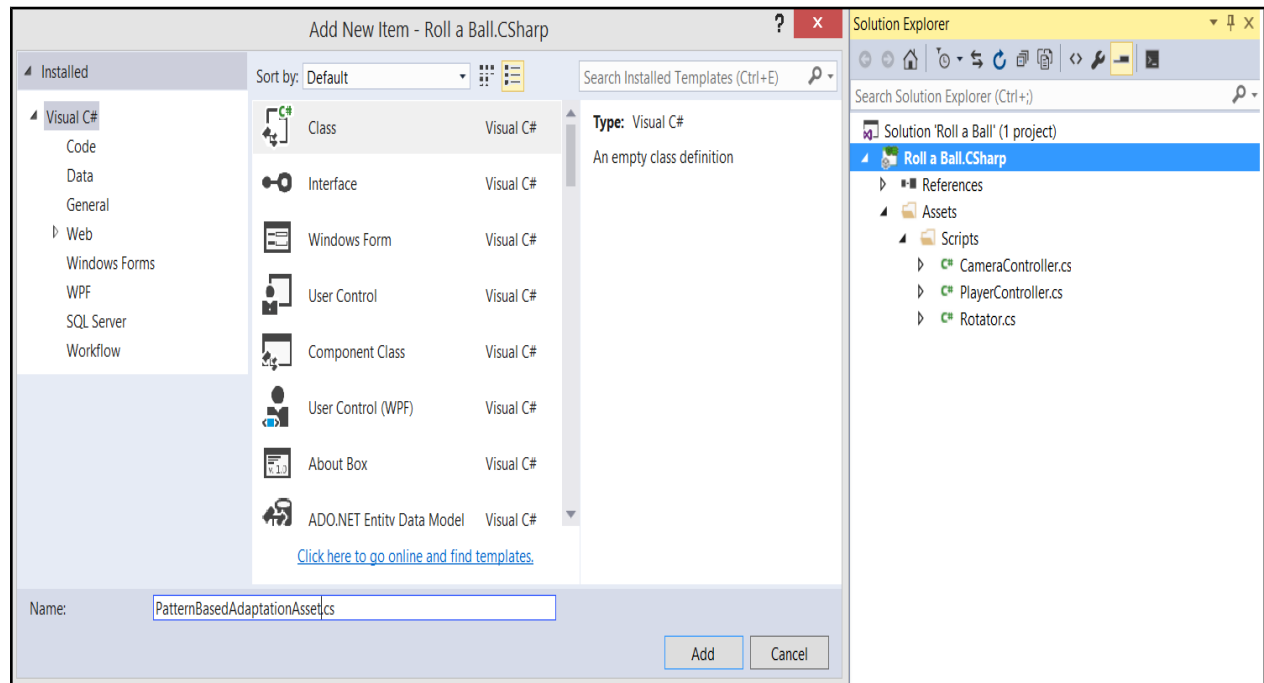 Add New Item - Roll a Ball.CSharp
? x
Installed
Sort by: Default
Search Installed Templates (Ctrl+E)
Visual C#
Code
Data
General
Web
Windows Forms
WPF
SQL Server
Workflow
C#
Class Visual C#
Interface Visual C#
Windows Form Visual C#
User Control Visual C#
Component Class Visual C#
User Control (WPF) Visual C#
v. 1.0
About Box Visual C#
ADO.NET Entity Data Model Visual C#
Click here to go online and find templates.
Type: Visual C#
An empty class definition
Name: PatternBasedAdaptationAsset.cs
Add Cancel
Solution Explorer
Search Solution Explorer (Ctrl+;)
Solution 'Roll a Ball' (1 project)
Roll a Ball.CSharp
References
Assets
Scripts
C# CameraController.cs
C# PlayerController.cs
C# Rotator.cs